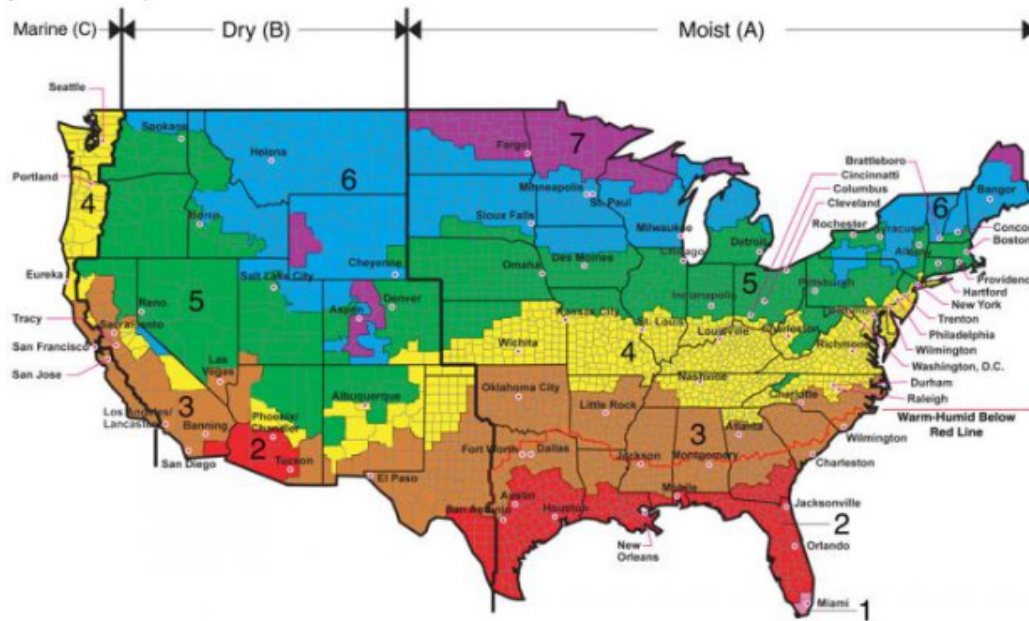 Marine (C)
Dry (B)
Moist (A)
Seattle
Spokane
Helena
Fargo
7
Brattleboro
Cincinnatti
Columbus
Cleveland
Portland
4
6
Minneapolis
St. Paul
Rochester
6
Bangor
Boise
Sioux Falls
Milwaukee
Detroit
Syracuse
Albany
Concord
Boston
Eureka
Salt Lake City
Cheyenne
Omaha
Des Moines
Chicago
5
Pittsburgh
Providence
Hartford
Reno
5
Aspen
Denver
Indianapolis
New York
Tracy
Sacramento
Kansas City
St. Louis
Louisville
Charleston
Trenton
Philadelphia
San Francisco
Las
Vegas
Wichita
4
Richmond
Wilmington
San Jose
Washington, D.C.
Albuquerque
Nashville
Durham
Raleigh
3
Oklahoma City
Charlotte
Los Angeles/
Lancaster
Banning
Phoenix/
Chandler
Little Rock
3
Atlanta
Warm-Humid Below
Red Line
San Diego
2
Tucson
Fort Worth
Dallas
Jackson
Montgomery
Wilmington
Charleston
El Paso
Austin
San Antonio
Houston
Mobile
Jacksonville
2
New
Orleans
Orlando
Miami
1